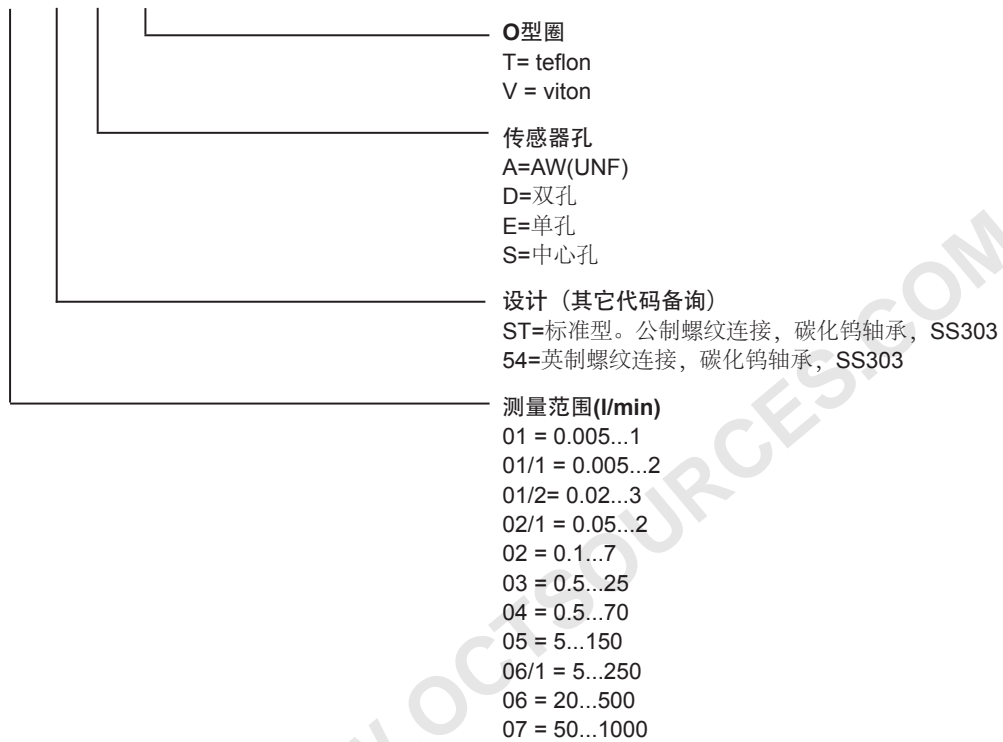 O型圈
T= teflon
V = viton
传感器孔
A=AW(UNF)
D=双孔
E=单孔
S=中心孔
设计（其它代码备询）
ST=标准型。公制螺纹连接，碳化钨轴承，SS303
54=英制螺纹连接，碳化钨轴承，SS303
测量范围(l/min)
01 = 0.005...1
01/1 = 0.005...2
01/2= 0.02...3
02/1 = 0.05...2
02 = 0.1...7
03 = 0.5...25
04 = 0.5...70
05 = 5...150
06/1 = 5...250
06 = 20...500
07 = 50...1000
OCTSOURCES.COM